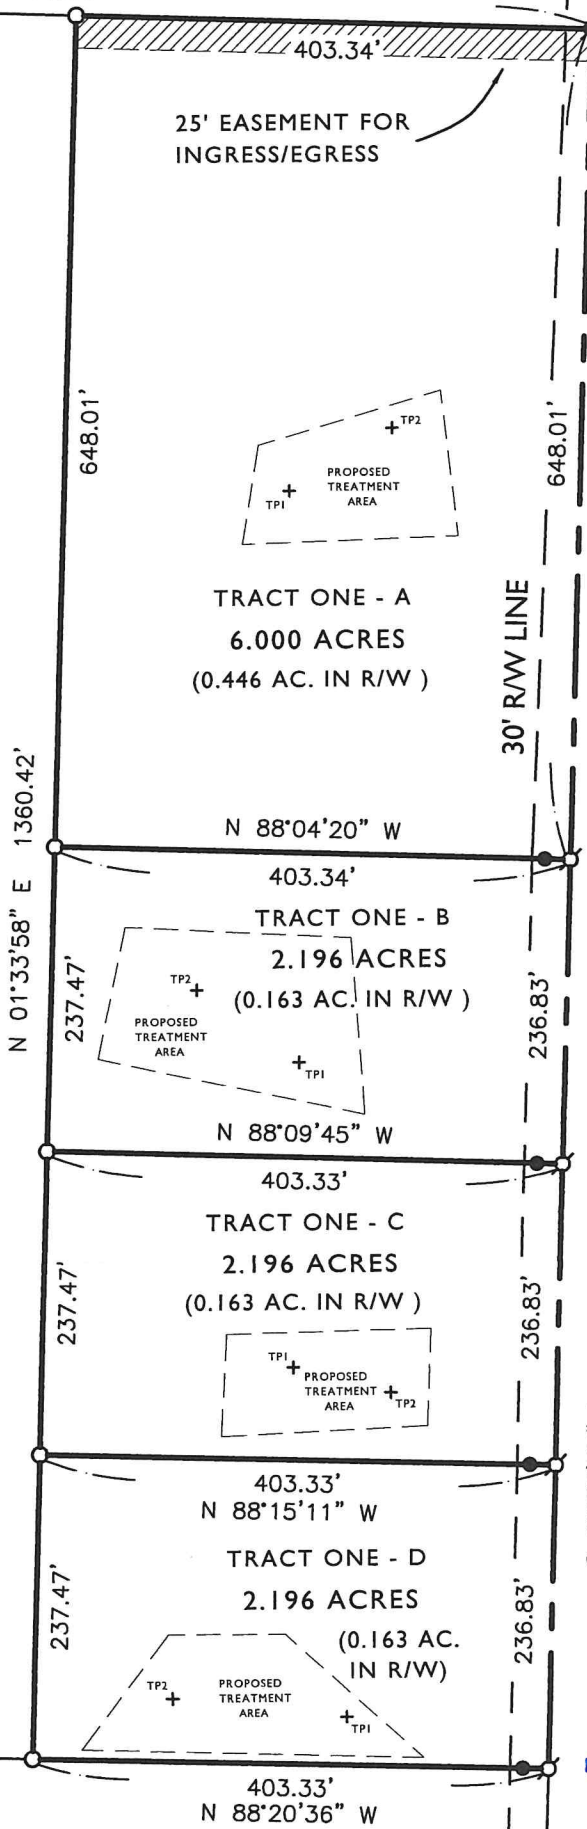 403.34'
25' EASEMENT FOR
INGRESS/EGRESS
648.01'
648.01'
TP2
PROPOSED
TREATMENT
AREA
TP1
TRACT ONE - A
6.000 ACRES
(0.446 AC. IN R/W )
30' R/W LINE
N 01°33'58" E 1360.42'
N 88°04'20" W
403.34'
TRACT ONE - B
2.196 ACRES
(0.163 AC. IN R/W )
237.47'
236.83'
TP2
PROPOSED
TREATMENT
AREA
TP1
N 88°09'45" W
403.33'
TRACT ONE - C
2.196 ACRES
(0.163 AC. IN R/W )
237.47'
236.83'
TP1
PROPOSED
TREATMENT
AREA
TP2
403.33'
N 88°15'11" W
TRACT ONE - D
2.196 ACRES
(0.163 AC.
IN R/W)
237.47'
236.83'
TP2
PROPOSED
TREATMENT
AREA
TP1
403.33'
N 88°20'36" W